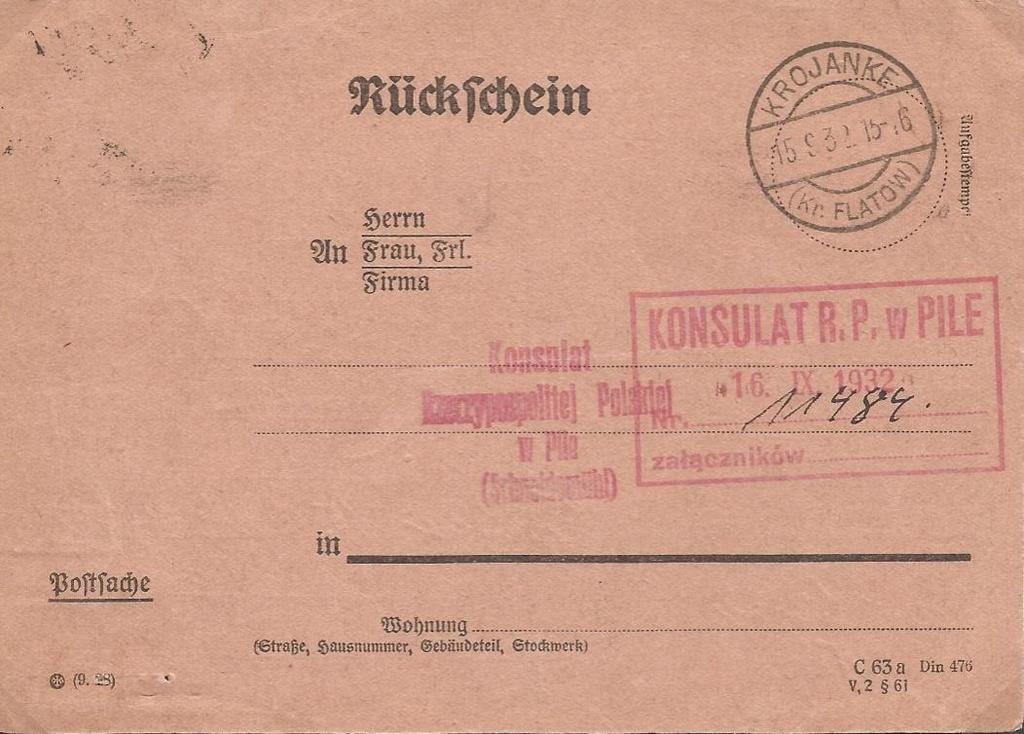 Rückschein
KROJANKE
15.9.32.15-16
(Kr. FLATOW)
Aufgabestempel
Herrn
An Frau, Frl.
Firma
KONSULAT R. P. w PILE
16. IX. 1932
Nr. 11484.
załączników
Konsulat
Rzeczypospolitej Polskiej
w Pile
(Schneidemühl)
in
Postsache
Wohnung
(Straße, Hausnummer, Gebäudeteil, Stockwerk)
(9. 28)
C 63 a Din 476
V, 2 § 61